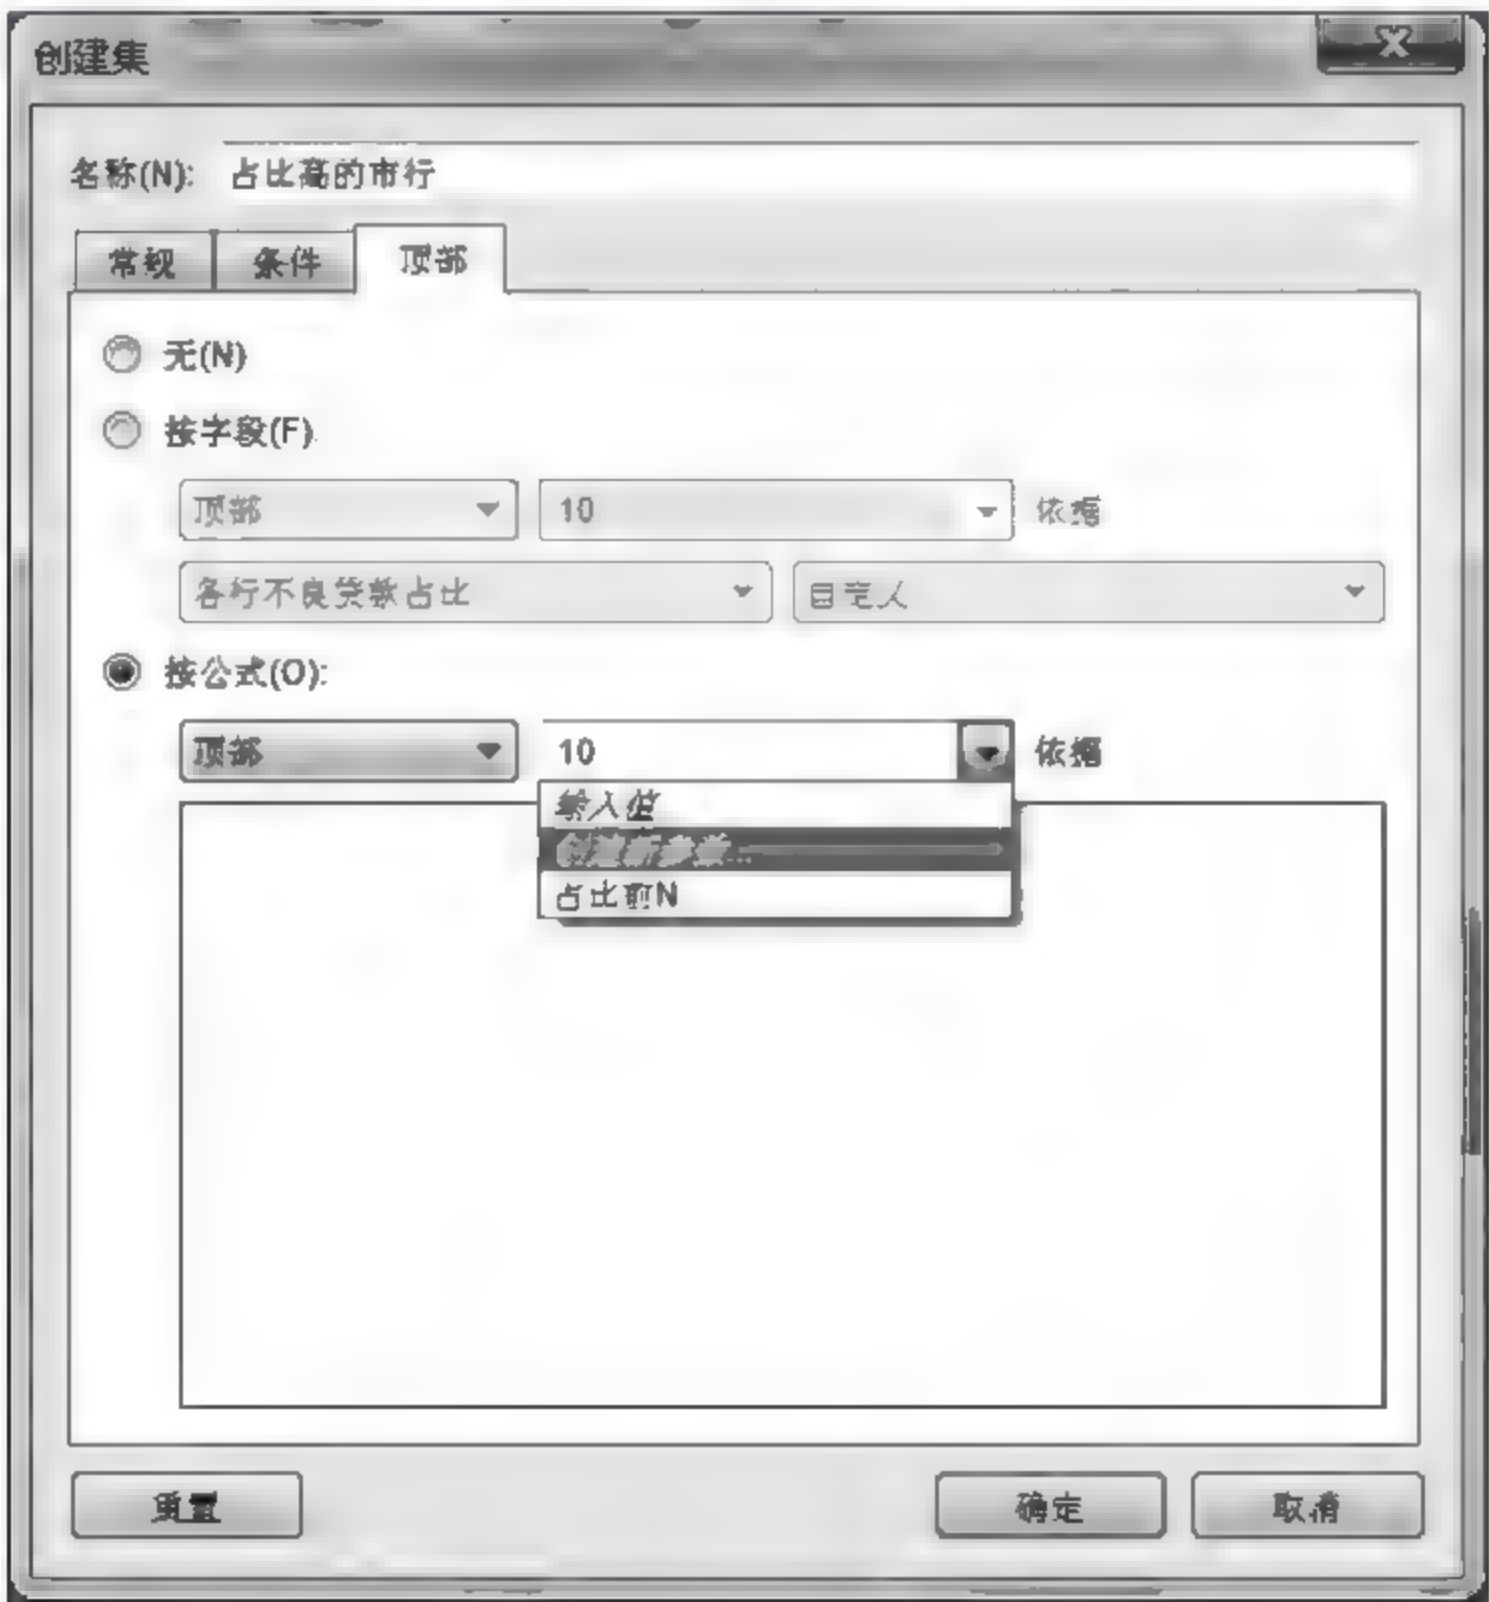 创建集
名称(N): 占比高的市行
常规 条件 顶部
无(N)
按字段(F)
顶部 10 依据
各行不良贷款占比 自定义
按公式(O):
顶部 10 依据
输入值
创建新参数...
占比前N
重置 确定 取消